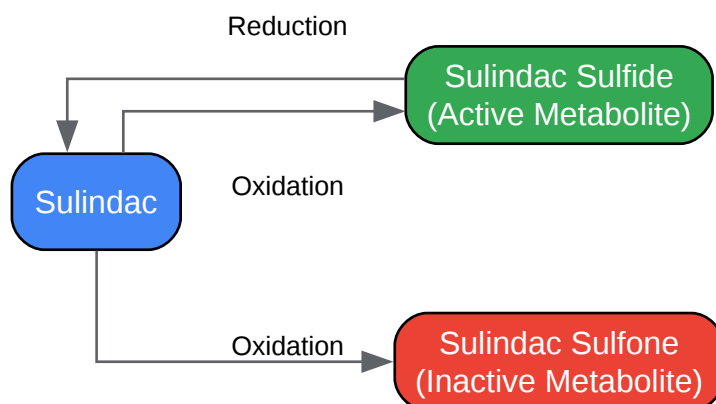 Reduction
Sulindac Sulfide
(Active Metabolite)
Sulindac
Oxidation
Oxidation
Sulindac Sulfone
(Inactive Metabolite)